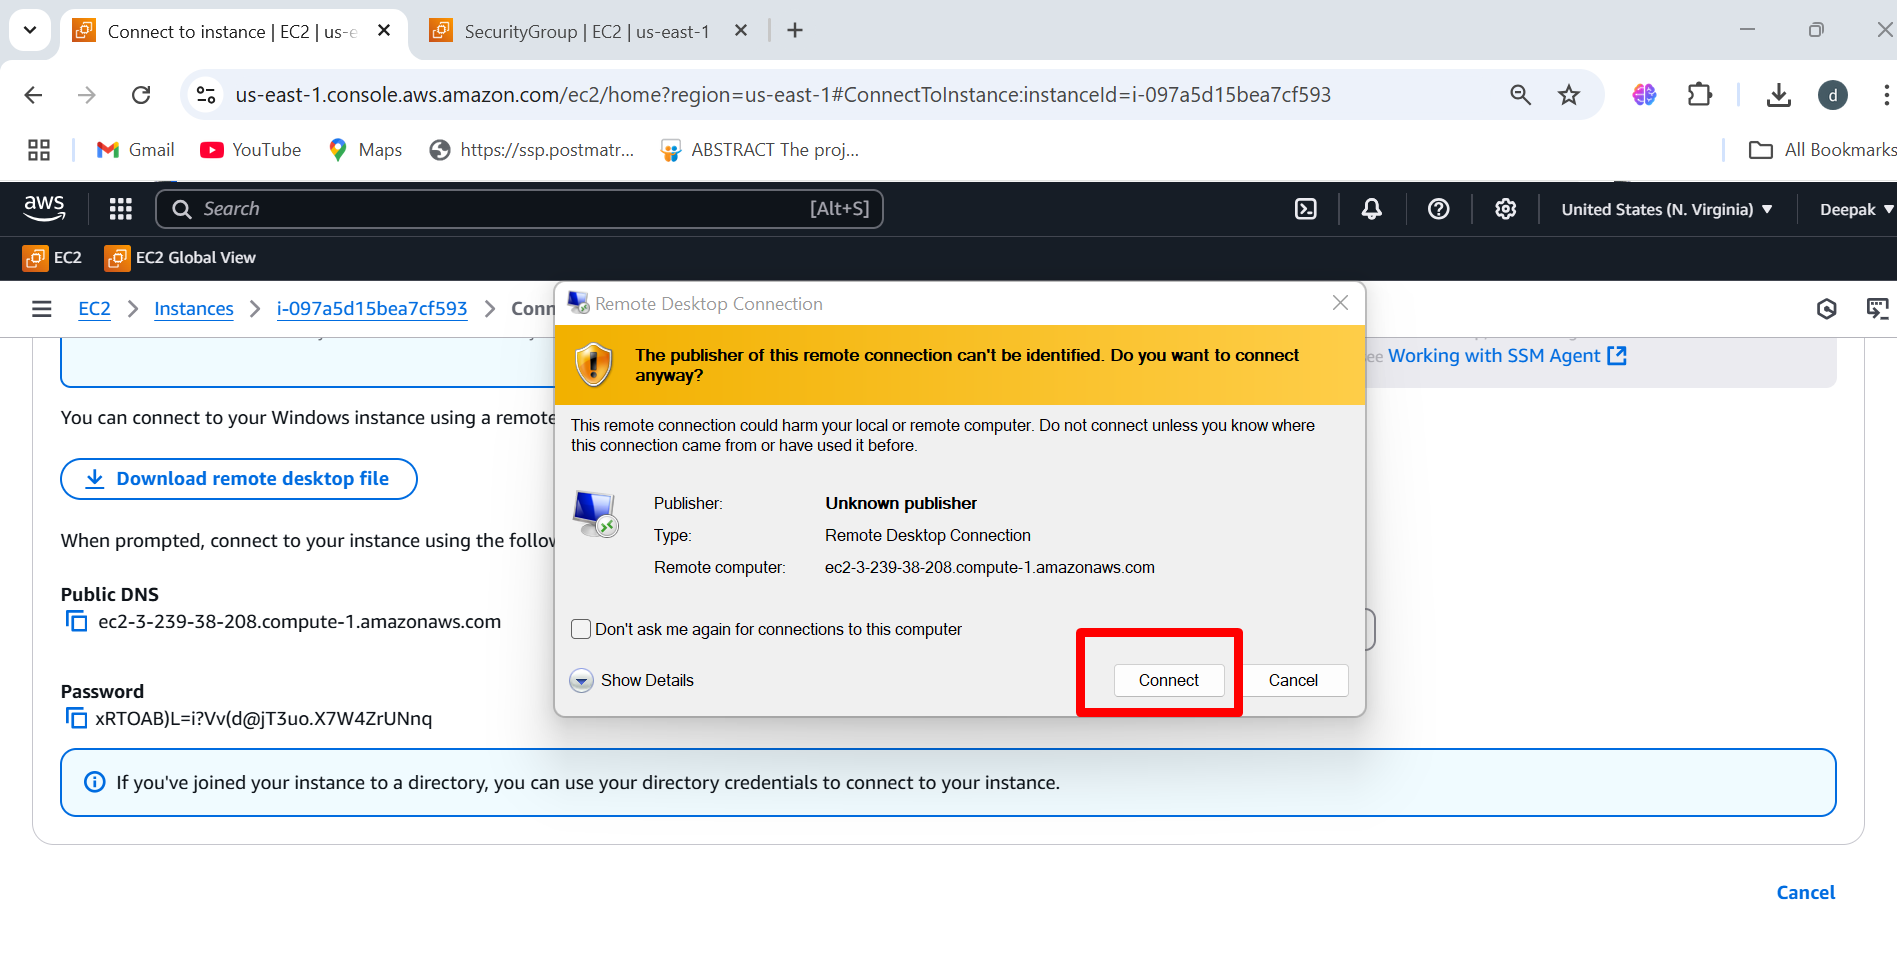 Connect to instance | EC2 | us-e
SecurityGroup | EC2 | us-east-1
us-east-1.console.aws.amazon.com/ec2/home?region=us-east-1#ConnectToInstance:instanceId=i-097a5d15bea7cf593
d
Gmail
YouTube
Maps
https://ssp.postmatr...
ABSTRACT The proj...
All Bookmarks
aws
Search
[Alt+S]
United States (N. Virginia)
Deepak
EC2
EC2 Global View
EC2
Instances
i-097a5d15bea7cf593
Conn
Working with SSM Agent
You can connect to your Windows instance using a remote
Download remote desktop file
When prompted, connect to your instance using the follow
Public DNS
ec2-3-239-38-208.compute-1.amazonaws.com
Password
xRTOAB)L=i?Vv(d@jT3uo.X7W4ZrUNnq
If you've joined your instance to a directory, you can use your directory credentials to connect to your instance.
Cancel
Remote Desktop Connection
The publisher of this remote connection can't be identified. Do you want to connect
anyway?
This remote connection could harm your local or remote computer. Do not connect unless you know where
this connection came from or have used it before.
Publisher: Unknown publisher
Type: Remote Desktop Connection
Remote computer: ec2-3-239-38-208.compute-1.amazonaws.com
Don't ask me again for connections to this computer
Show Details
Connect
Cancel